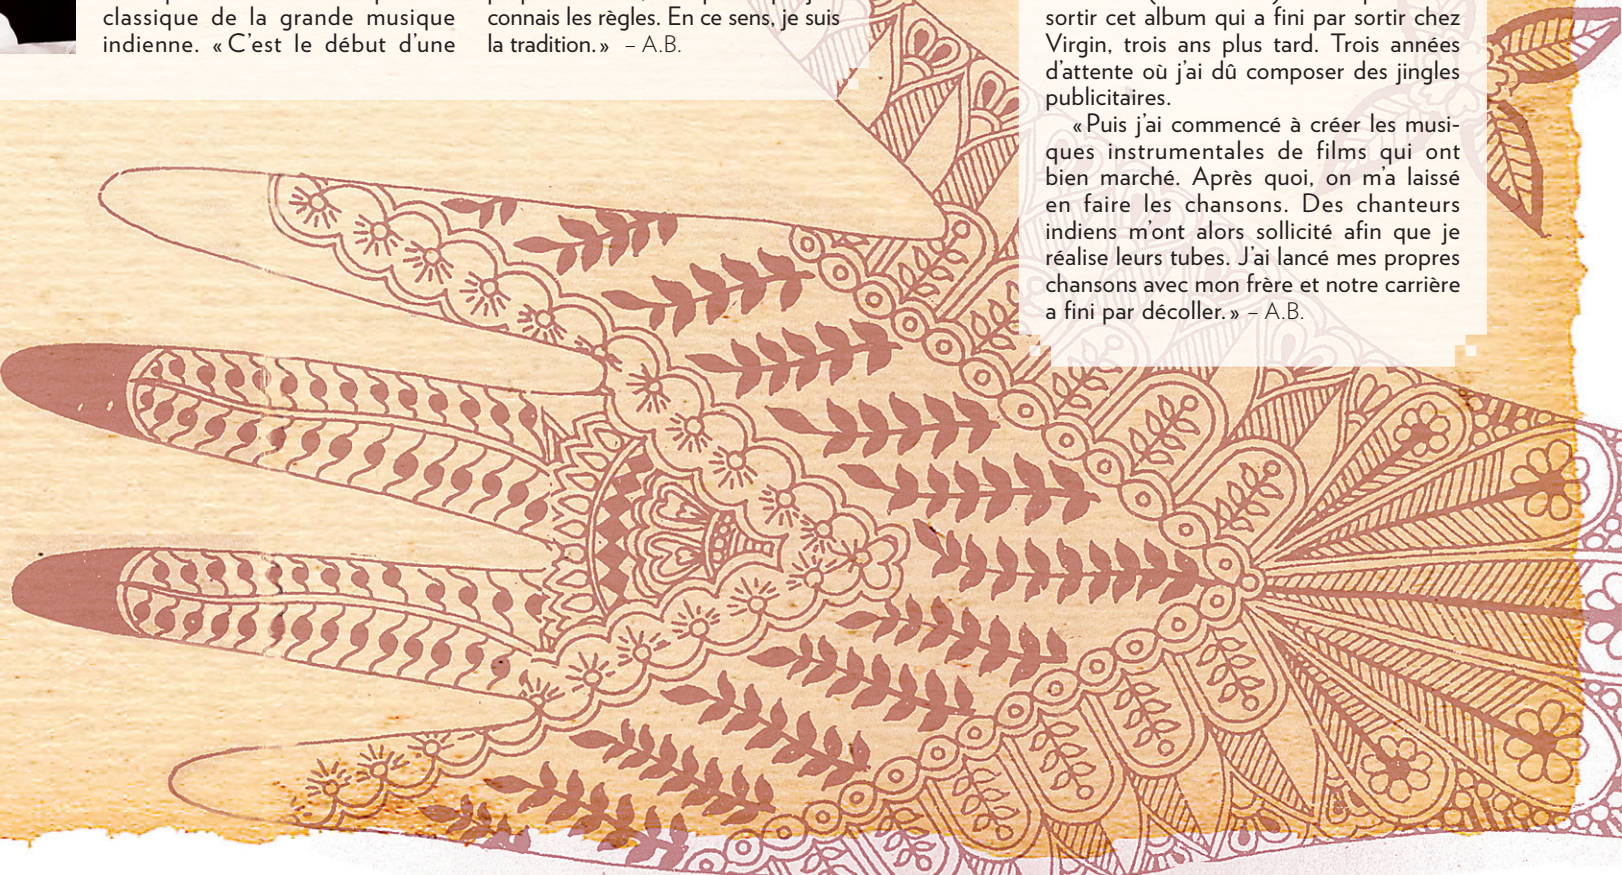 classique de la grande musique
indienne. « C'est le début d'une
connais les règles. En ce sens, je suis
la tradition. » – A.B.
sortir cet album qui a fini par sortir chez
Virgin, trois ans plus tard. Trois années
d'attente où j'ai dû composer des jingles
publicitaires.
« Puis j'ai commencé à créer les musi-
ques instrumentales de films qui ont
bien marché. Après quoi, on m'a laissé
en faire les chansons. Des chanteurs
indiens m'ont alors sollicité afin que je
réalise leurs tubes. J'ai lancé mes propres
chansons avec mon frère et notre carrière
a fini par décoller. » – A.B.